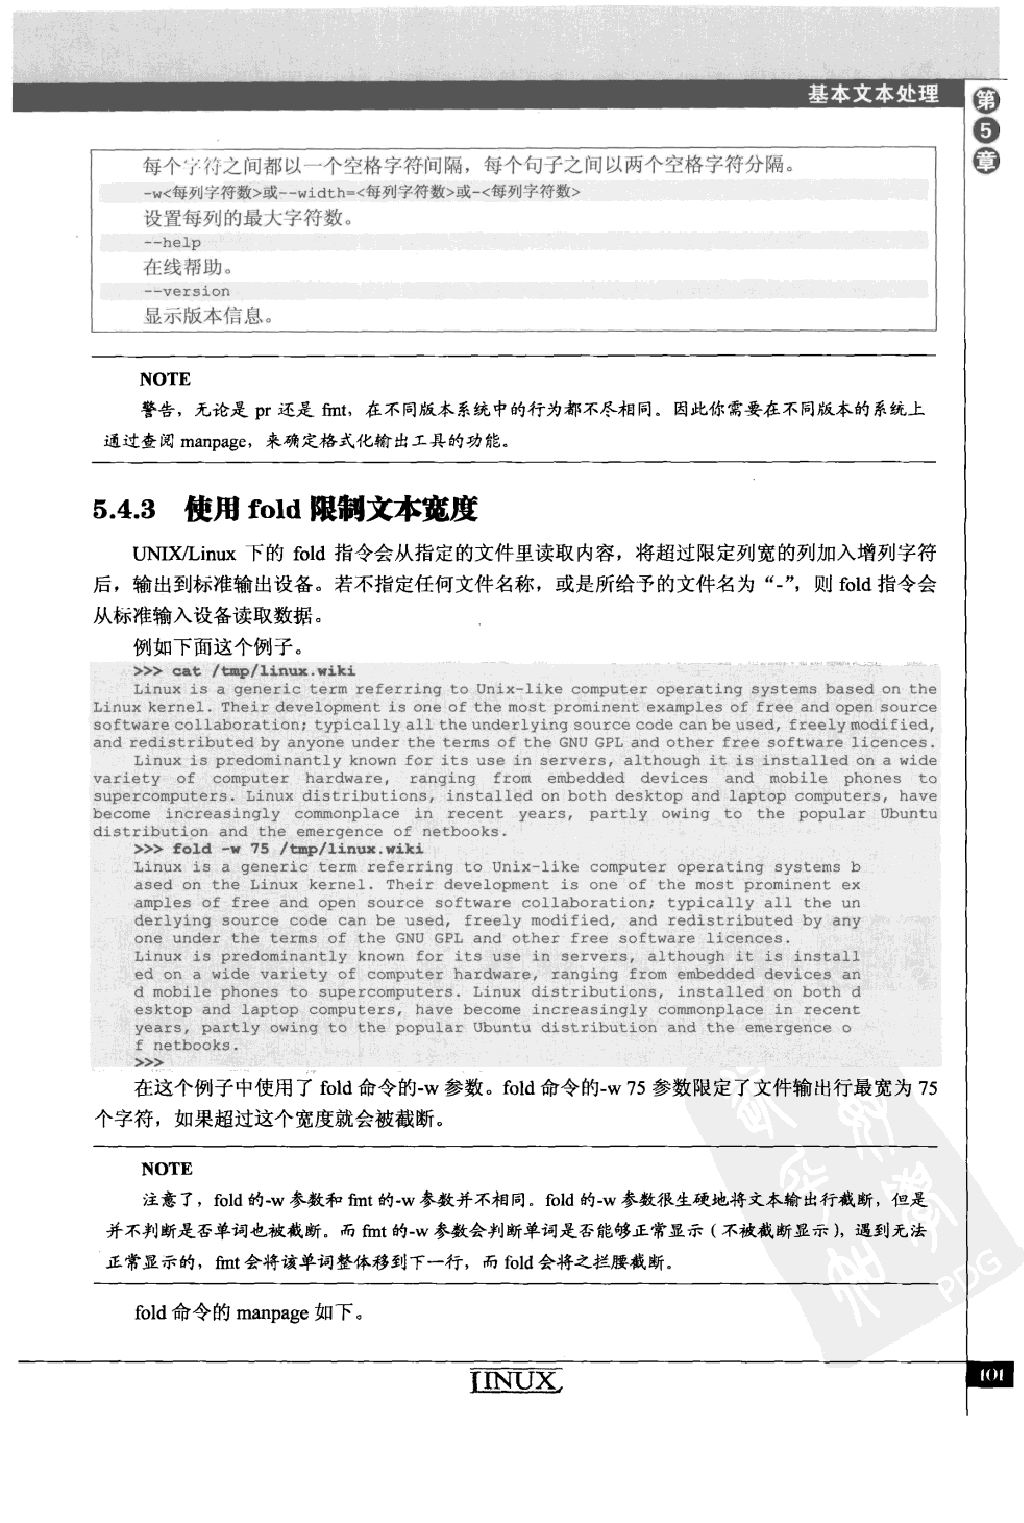 基本文本处理
第5章
每个字符之间都以一个空格字符间隔，每个句子之间以两个空格字符分隔。
-w<每列字符数>或--width=<每列字符数>或-<每列字符数>
设置每列的最大字符数。
--help
在线帮助。
--version
显示版本信息。
NOTE
警告，无论是 pr 还是 fmt，在不同版本系统中的行为都不尽相同。因此你需要在不同版本的系统上
通过查阅 manpage，来确定格式化输出工具的功能。
5.4.3 使用 fold 限制文本宽度
UNIX/Linux 下的 fold 指令会从指定的文件里读取内容，将超过限定列宽的列加入增列字符
后，输出到标准输出设备。若不指定任何文件名称，或是所给予的文件名为“-”，则 fold 指令会
从标准输入设备读取数据。
例如下面这个例子。
>>> cat /tmp/linux.wiki
Linux is a generic term referring to Unix-like computer operating systems based on the
Linux kernel. Their development is one of the most prominent examples of free and open source
software collaboration; typically all the underlying source code can be used, freely modified,
and redistributed by anyone under the terms of the GNU GPL and other free software licences.
Linux is predominantly known for its use in servers, although it is installed on a wide
variety of computer hardware, ranging from embedded devices and mobile phones to
supercomputers. Linux distributions, installed on both desktop and laptop computers, have
become increasingly commonplace in recent years, partly owing to the popular Ubuntu
distribution and the emergence of netbooks.
>>> fold -w 75 /tmp/linux.wiki
Linux is a generic term referring to Unix-like computer operating systems b
ased on the Linux kernel. Their development is one of the most prominent ex
amples of free and open source software collaboration; typically all the un
derlying source code can be used, freely modified, and redistributed by any
one under the terms of the GNU GPL and other free software licences.
Linux is predominantly known for its use in servers, although it is install
ed on a wide variety of computer hardware, ranging from embedded devices an
d mobile phones to supercomputers. Linux distributions, installed on both d
esktop and laptop computers, have become increasingly commonplace in recent
years, partly owing to the popular Ubuntu distribution and the emergence o
f netbooks.
>>>
在这个例子中使用了 fold 命令的-w 参数。fold 命令的-w 75 参数限定了文件输出行最宽为 75
个字符，如果超过这个宽度就会被截断。
NOTE
注意了，fold 的-w 参数和 fmt 的-w 参数并不相同。fold 的-w 参数很生硬地将文本输出行截断，但是
并不判断是否单词也被截断。而 fmt 的-w 参数会判断单词是否能够正常显示（不被截断显示），遇到无法
正常显示的，fmt 会将该单词整体移到下一行，而 fold 会将之拦腰截断。
fold 命令的 manpage 如下。
LINUX
101
PDG